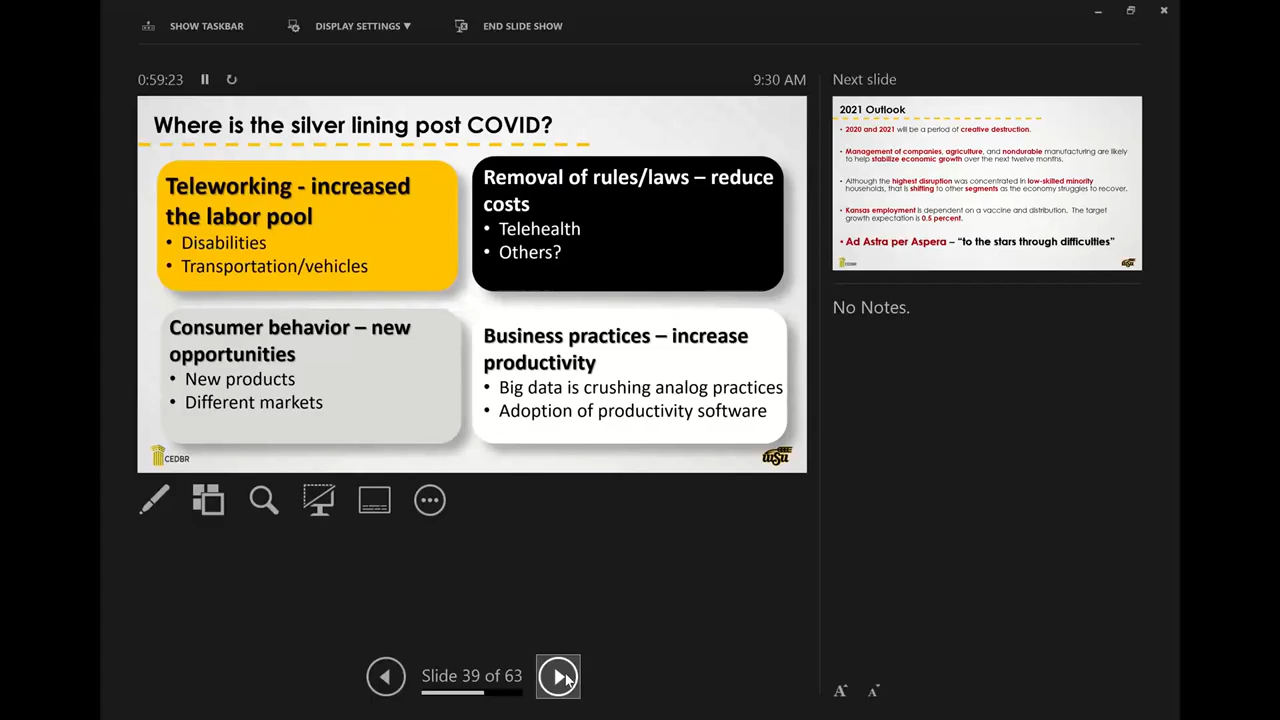 SHOW TASKBAR
DISPLAY SETTINGS ▼
END SLIDE SHOW
0:59:23
9:30 AM
Where is the silver lining post COVID?
Teleworking - increased
the labor pool
• Disabilities
• Transportation/vehicles
Removal of rules/laws – reduce
costs
• Telehealth
• Others?
Consumer behavior – new
opportunities
• New products
• Different markets
Business practices – increase
productivity
• Big data is crushing analog practices
• Adoption of productivity software
CEDBR
WSU
Slide 39 of 63
Next slide
2021 Outlook
• 2020 and 2021 will be a period of creative destruction.
• Management of companies, agriculture, and nondurable manufacturing are likely
to help stabilize economic growth over the next twelve months.
• Although the highest disruption was concentrated in low-skilled minority
households, that is shifting to other segments as the economy struggles to recover.
• Kansas employment is dependent on a vaccine and distribution. The target
growth expectation is 0.5 percent.
• Ad Astra per Aspera – “to the stars through difficulties”
CEDBR
WSU
No Notes.
A A